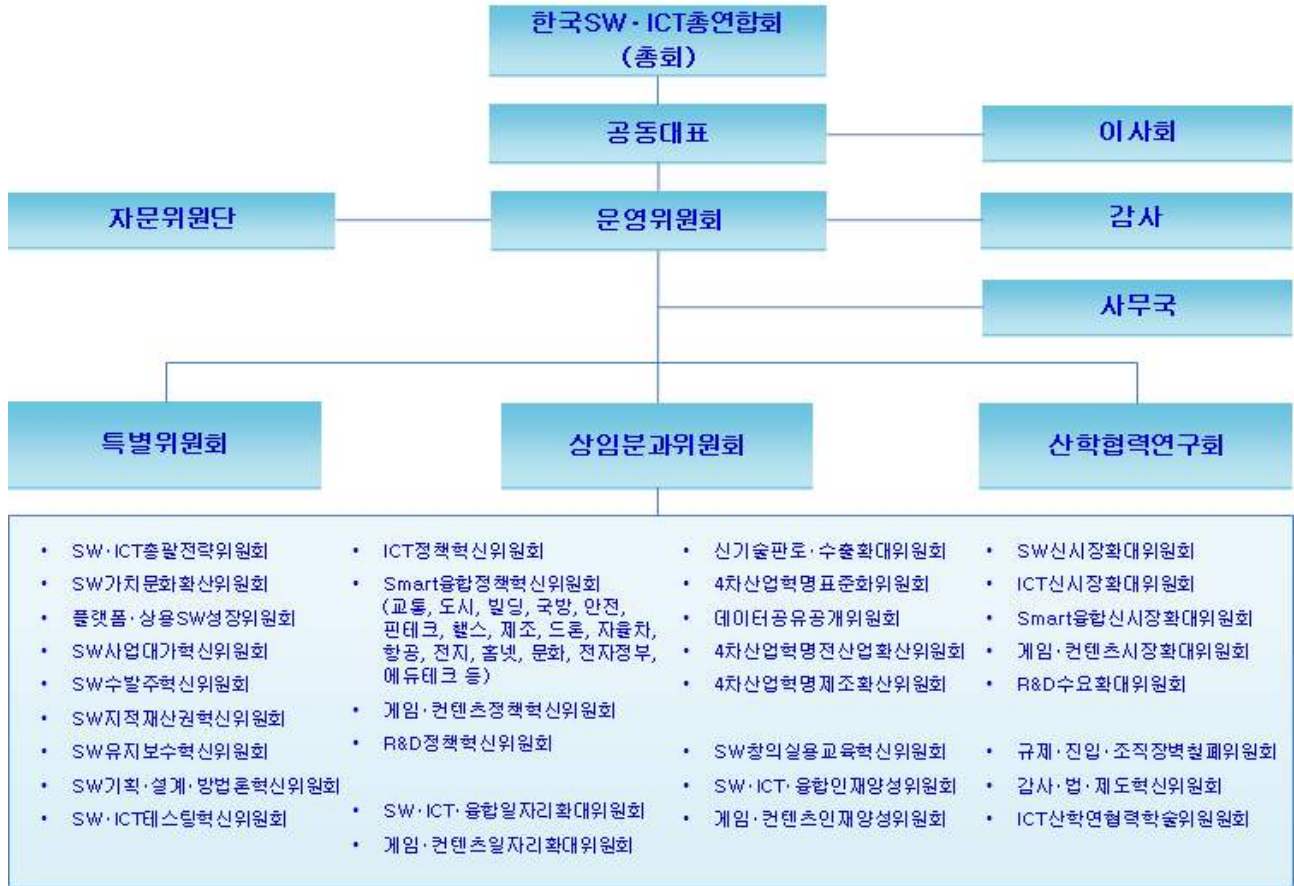 한국SW·ICT총연합회
(총회)
공동대표
이사회
자문위원단
운영위원회
감사
사무국
특별위원회
상임분과위원회
산학협력연구회
• SW·ICT총괄전략위원회
• SW가치문화확산위원회
• 플랫폼·상용SW성장위원회
• SW사업대가혁신위원회
• SW수발주혁신위원회
• SW지적재산권혁신위원회
• SW유지보수혁신위원회
• SW기획·설계·방법론혁신위원회
• SW·ICT테스팅혁신위원회
• ICT정책혁신위원회
• Smart융합정책혁신위원회
(교통, 도시, 빌딩, 국방, 안전,
핀테크, 헬스, 제조, 드론, 자율차,
항공, 전지, 홈넷, 문화, 전자정부,
에듀테크 등)
• 게임·컨텐츠정책혁신위원회
• R&D정책혁신위원회
• SW·ICT·융합일자리확대위원회
• 게임·컨텐츠일자리확대위원회
• 신기술판로·수출확대위원회
• 4차산업혁명표준화위원회
• 데이터공유공개위원회
• 4차산업혁명전산업확산위원회
• 4차산업혁명제조확산위원회
• SW창의실용교육혁신위원회
• SW·ICT·융합인재양성위원회
• 게임·컨텐츠인재양성위원회
• SW신시장확대위원회
• ICT신시장확대위원회
• Smart융합신시장확대위원회
• 게임·컨텐츠시장확대위원회
• R&D수요확대위원회
• 규제·진입·조직장벽철폐위원회
• 감사·법·제도혁신위원회
• ICT산학연협력학술위원원회